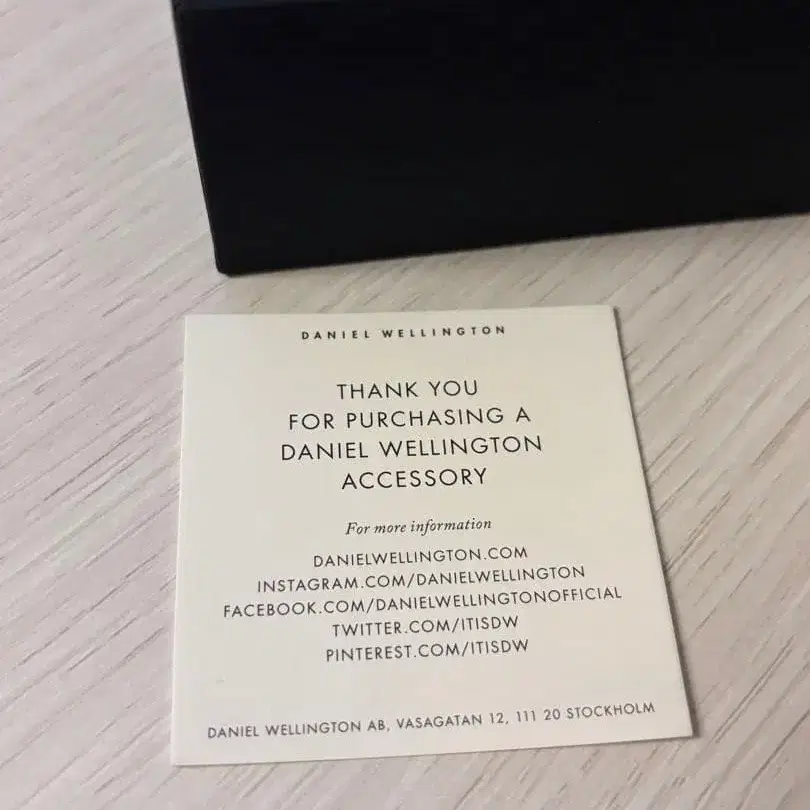 DANIEL WELLINGTON
THANK YOU
FOR PURCHASING A
DANIEL WELLINGTON
ACCESSORY
For more information
DANIELWELLINGTON.COM
INSTAGRAM.COM/DANIELWELLINGTON
FACEBOOK.COM/DANIELWELLINGTONOFFICIAL
TWITTER.COM/ITISDW
PINTEREST.COM/ITISDW
DANIEL WELLINGTON AB, VASAGATAN 12, 111 20 STOCKHOLM